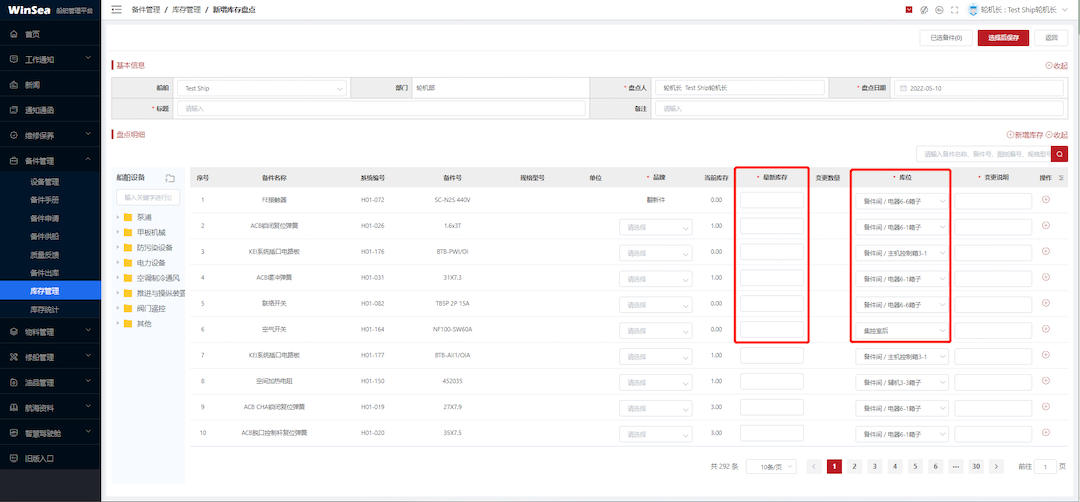 WinSea 船舶管理平台
备件管理 / 库存管理 / 新增库存盘点
轮机长 : Test Ship轮机长
首页
工作通知
新闻
通知通函
维修保养
备件管理
设备管理
备件手册
备件申请
备件供船
质量反馈
备件出库
库存管理
库存统计
物料管理
修船管理
油品管理
航海资料
智慧驾驶舱
旧版入口
已选备件(0) 选择后保存 返回
基本信息 收起
船舶 Test Ship 部门 轮机部 * 盘点人 轮机长 Test Ship轮机长 * 盘点日期 2022-05-10
* 标题 请输入 备注 请输入
盘点明细 新增库存 收起
请输入备件名称、备件号、图纸编号、规格型号
船舶设备
输入关键字进行过
泵浦
甲板机械
防污染设备
电力设备
空调制冷通风
推进与操纵装置
阀门遥控
其他
序号 备件名称 系统编号 备件号 规格型号 单位 * 品牌 当前库存 * 最新库存 变更数量 * 库位 * 变更说明 操作
1 FE接触器 H01-072 SC-N2S 440V 翻新件 0.00 备件间 / 电器6-6箱子
2 ACB锁闭复位弹簧 H01-026 1.6x3T 请选择 1.00 备件间 / 电器6-1箱子
3 KEI系统插口电路板 H01-176 BTB-PWI/OI 请选择 0.00 备件间 / 主机控制箱3-1
4 ACB缓冲弹簧 H01-031 31X7.3 请选择 1.00 备件间 / 电器6-1箱子
5 联络开关 H01-082 TB5P 2P 15A 请选择 0.00 备件间 / 电器6-6箱子
6 空气开关 H01-164 NF100-SW60A 请选择 0.00 集控室后
7 KEI系统插口电路板 H01-177 BTB-AI1/OIA 请选择 1.00 备件间 / 主机控制箱3-1
8 空间加热电阻 H01-150 452035 请选择 1.00 备件间 / 辅机3-3箱子
9 ACB CHA锁闭复位弹簧 H01-019 27X7.9 请选择 3.00 备件间 / 电器6-1箱子
10 ACB脱口控制杆复位弹簧 H01-020 35X7.5 请选择 3.00 备件间 / 电器6-1箱子
共 292 条 10条/页 1 2 3 4 5 6 ··· 30 前往 1 页